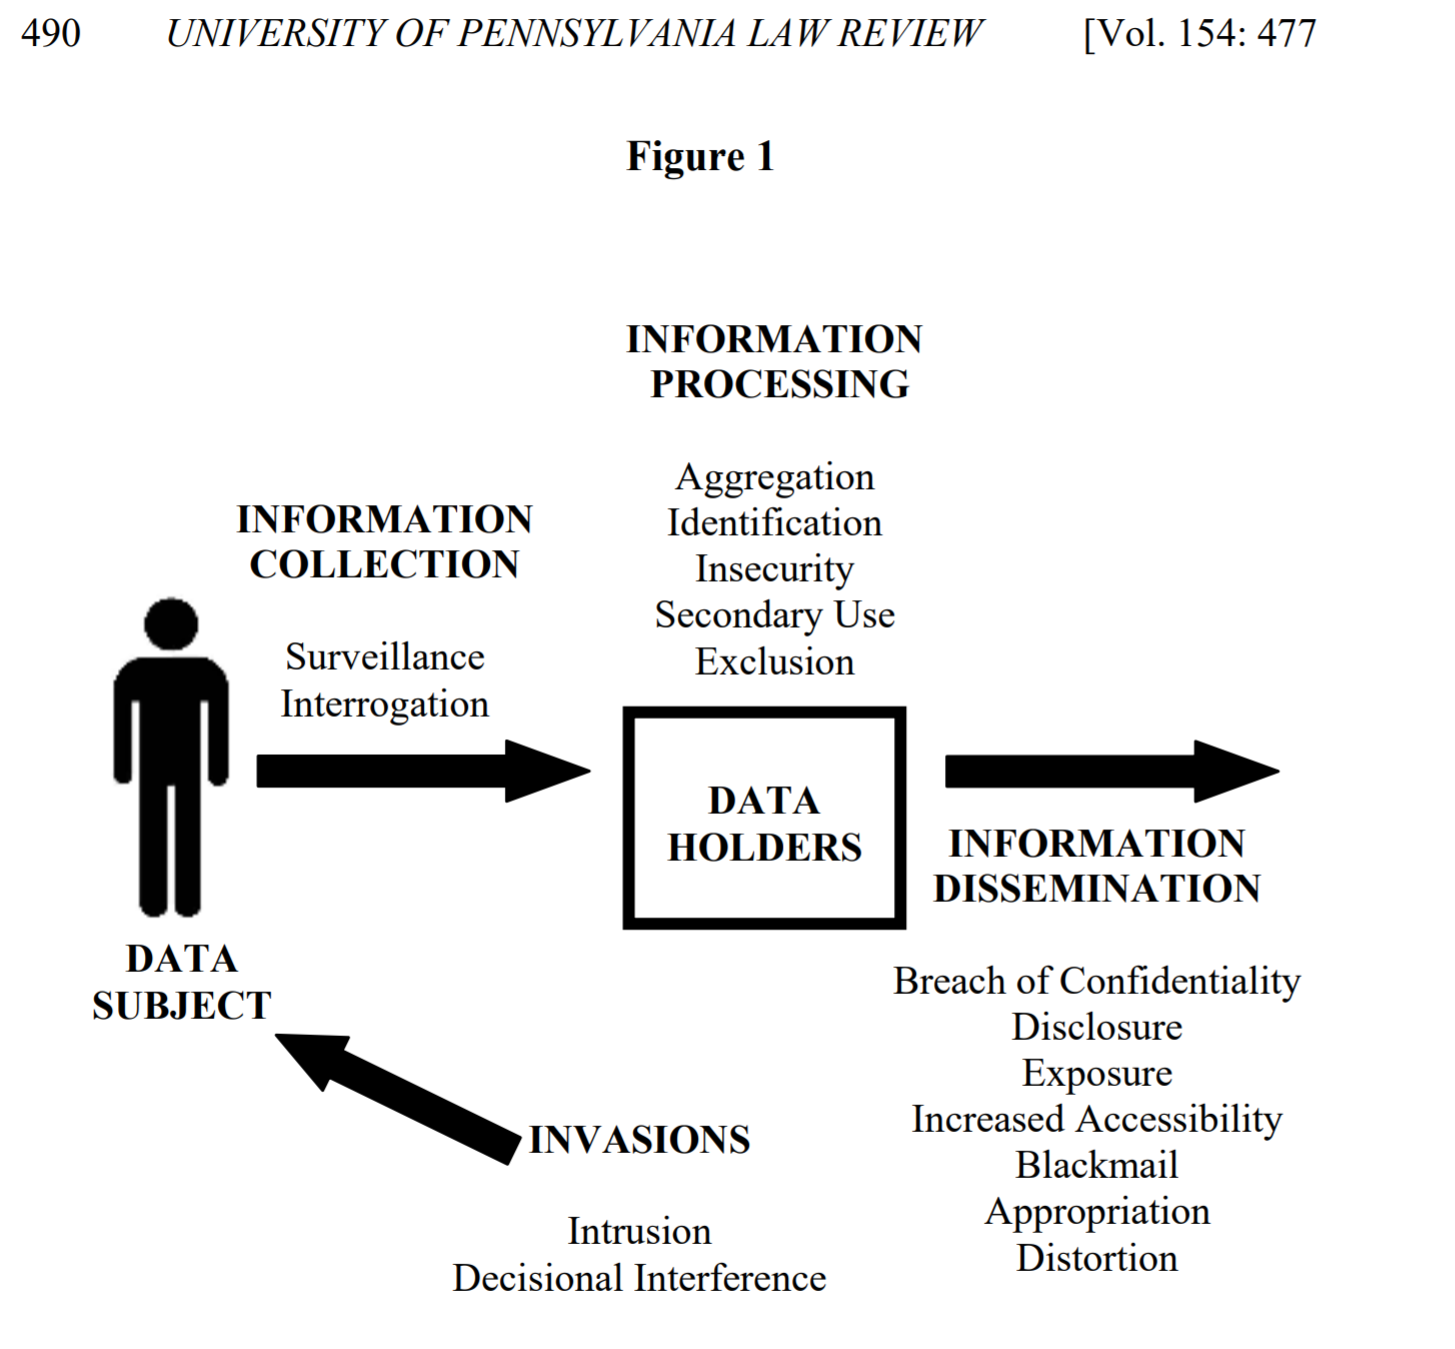 490 UNIVERSITY OF PENNSYLVANIA LAW REVIEW [Vol. 154: 477
Figure 1
INFORMATION
PROCESSING
Aggregation
Identification
Insecurity
Secondary Use
Exclusion
INFORMATION
COLLECTION
Surveillance
Interrogation
DATA
HOLDERS
INFORMATION
DISSEMINATION
Breach of Confidentiality
Disclosure
Exposure
Increased Accessibility
Blackmail
Appropriation
Distortion
DATA
SUBJECT
INVASIONS
Intrusion
Decisional Interference